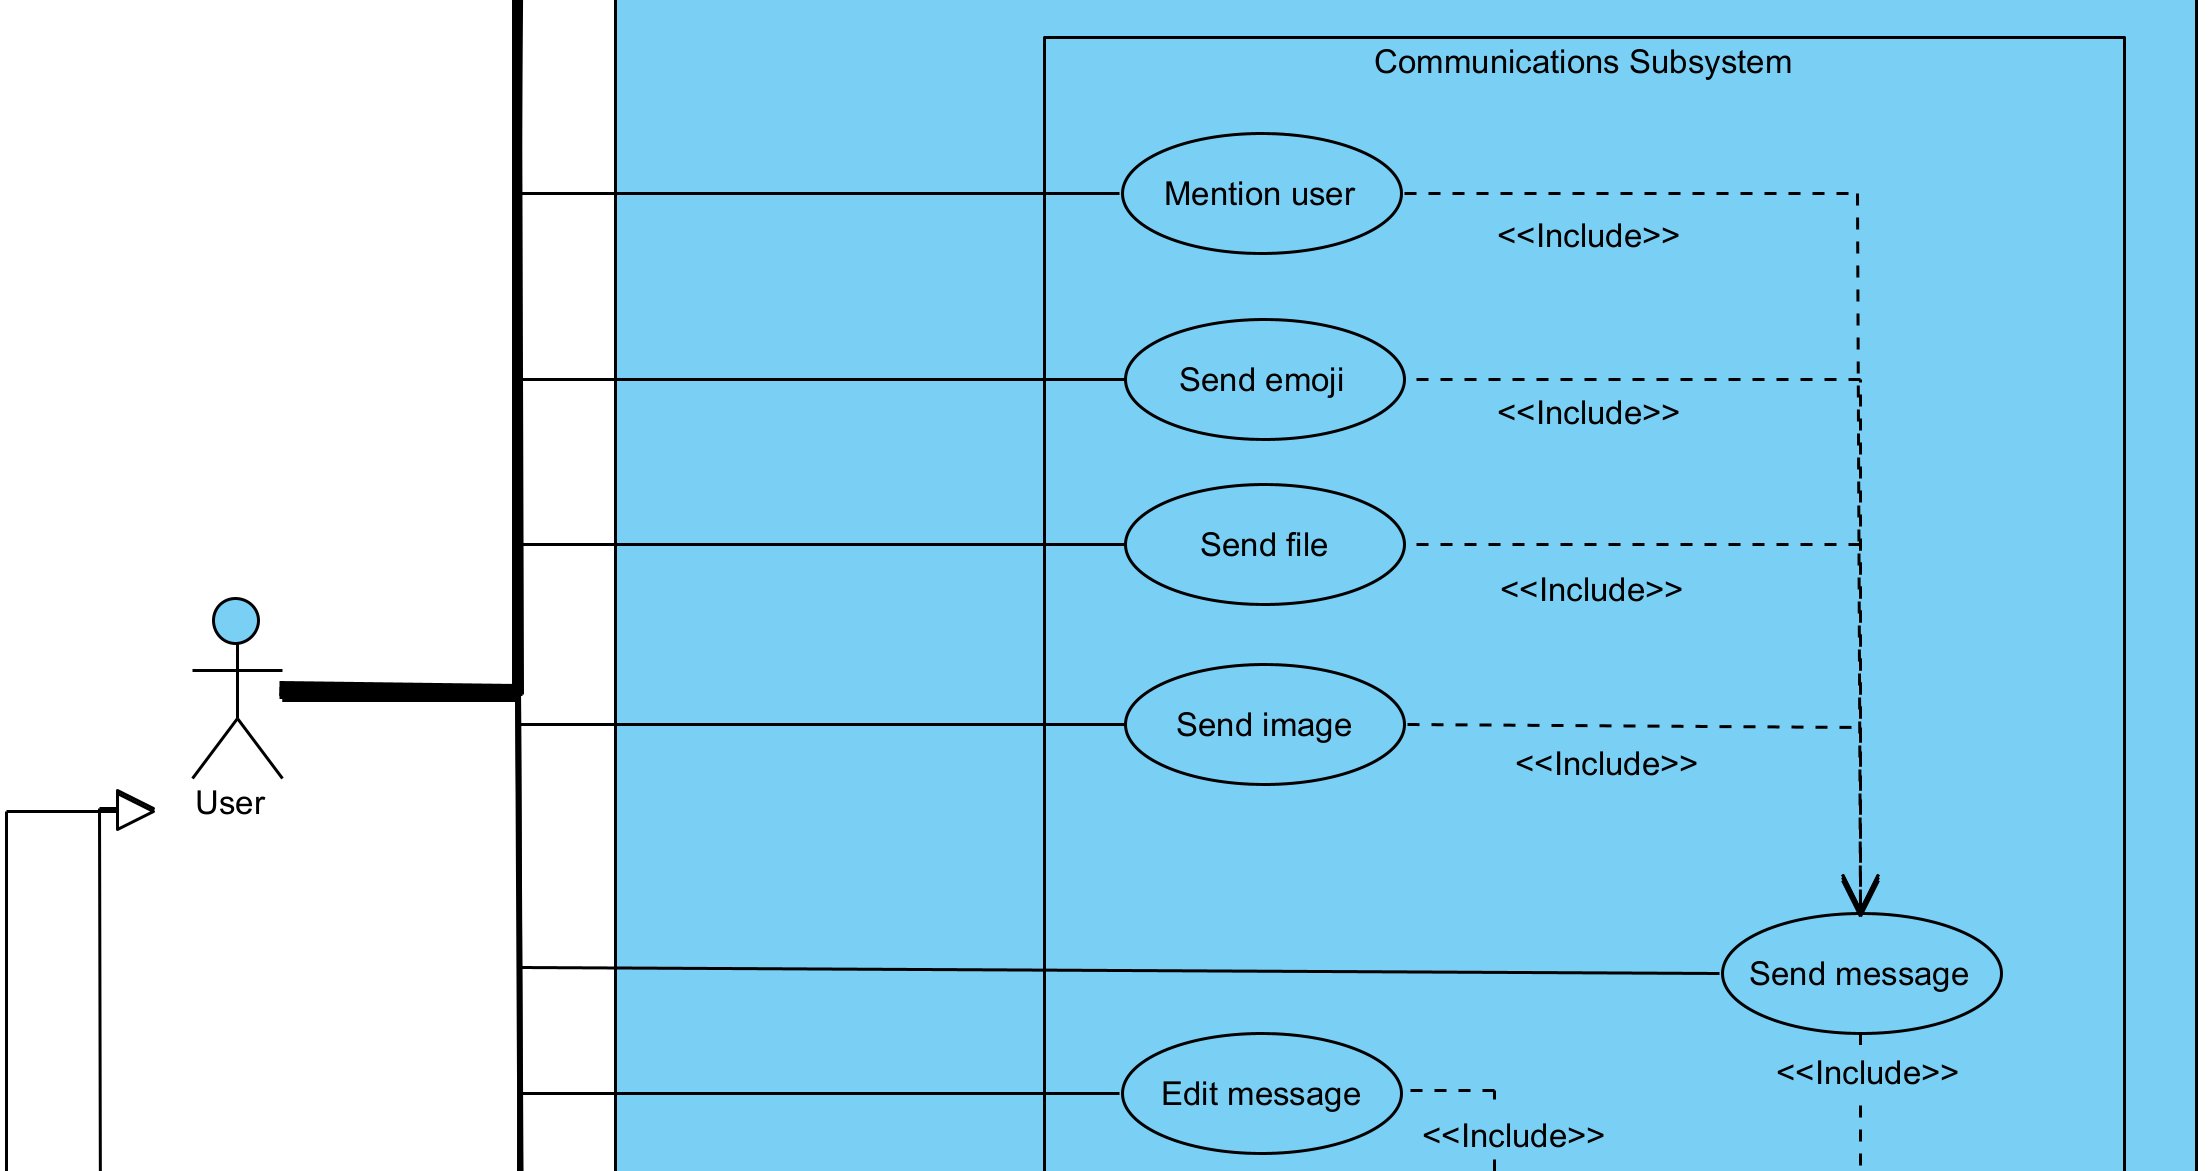 Communications Subsystem
Mention user
<<Include>>
Send emoji
<<Include>>
Send file
<<Include>>
Send image
<<Include>>
User
Send message
<<Include>>
Edit message
<<Include>>